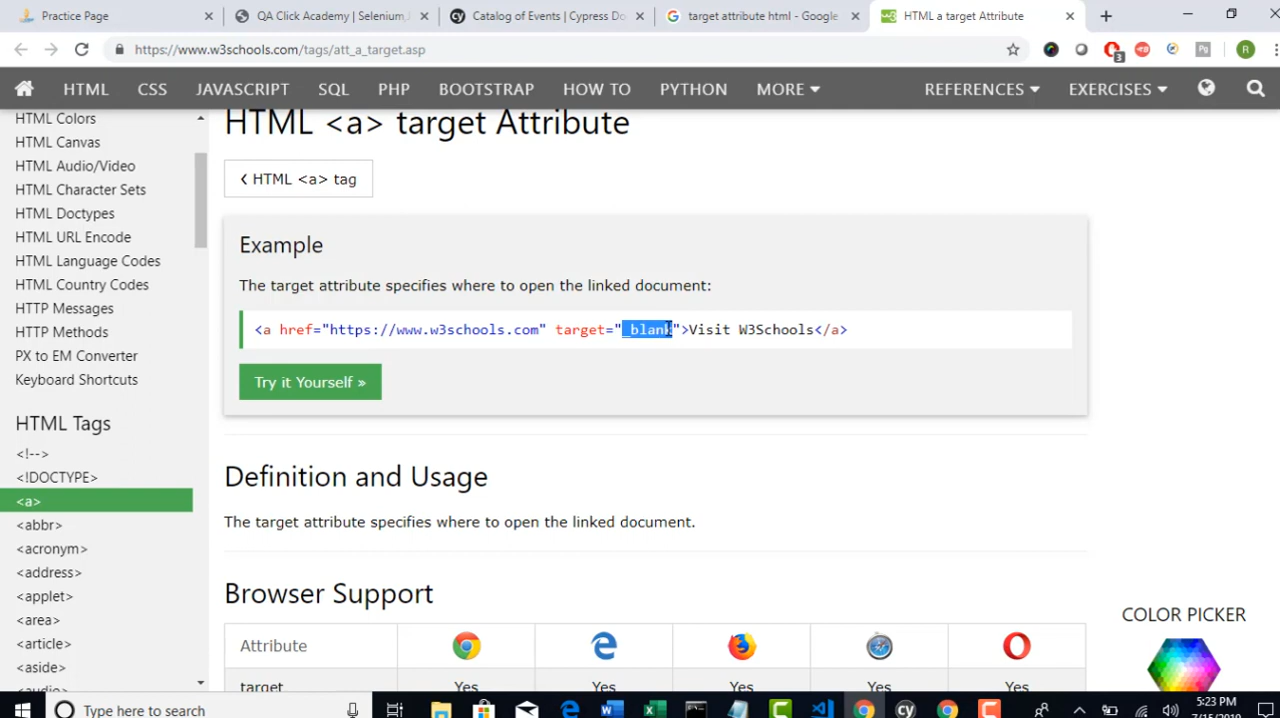 Practice Page
QA Click Academy | Selenium,
Catalog of Events | Cypress Do
target attribute html - Google
HTML a target Attribute
https://www.w3schools.com/tags/att_a_target.asp
3
R
HTML CSS JAVASCRIPT SQL PHP BOOTSTRAP HOW TO PYTHON MORE REFERENCES EXERCISES
HTML Colors
HTML Canvas
HTML Audio/Video
HTML Character Sets
HTML Doctypes
HTML URL Encode
HTML Language Codes
HTML Country Codes
HTTP Messages
HTTP Methods
PX to EM Converter
Keyboard Shortcuts
HTML Tags
<!-->
<!DOCTYPE>
<a>
<abbr>
<acronym>
<address>
<applet>
<area>
<article>
<aside>
<audio>
HTML <a> target Attribute
❮ HTML <a> tag
Example
The target attribute specifies where to open the linked document:
<a href="https://www.w3schools.com" target="_blank">Visit W3Schools</a>
Try it Yourself »
Definition and Usage
The target attribute specifies where to open the linked document.
Browser Support
Attribute
target Yes Yes Yes Yes Yes
COLOR PICKER
Type here to search
5:23 PM